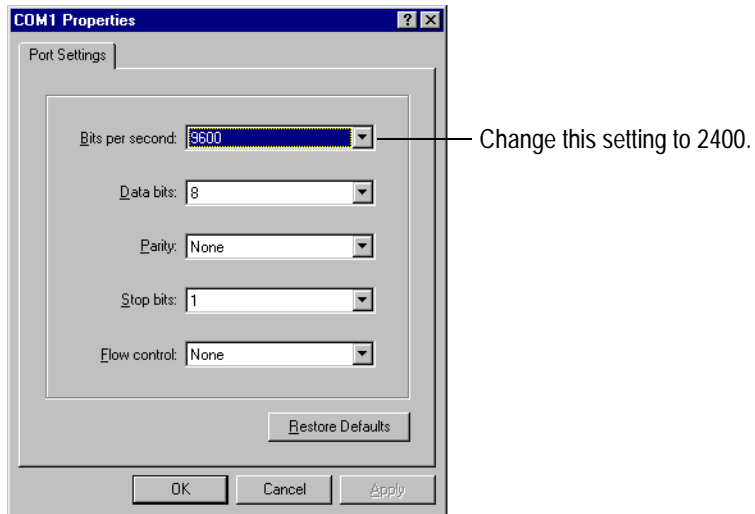 COM1 Properties
Port Settings
Bits per second: 9600
Change this setting to 2400.
Data bits: 8
Parity: None
Stop bits: 1
Flow control: None
Restore Defaults
OK Cancel Apply